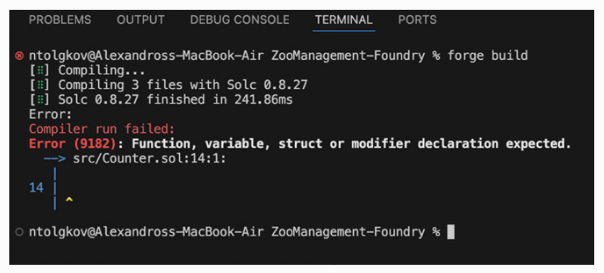 PROBLEMS OUTPUT DEBUG CONSOLE TERMINAL PORTS
ntolgkov@Alexandross-MacBook-Air ZooManagement-Foundry % forge build
[⠿] Compiling...
[⠿] Compiling 3 files with Solc 0.8.27
[⠿] Solc 0.8.27 finished in 241.86ms
Error:
Compiler run failed:
Error (9182): Function, variable, struct or modifier declaration expected.
--> src/Counter.sol:14:1:
|
14 |
| ^
ntolgkov@Alexandross-MacBook-Air ZooManagement-Foundry %